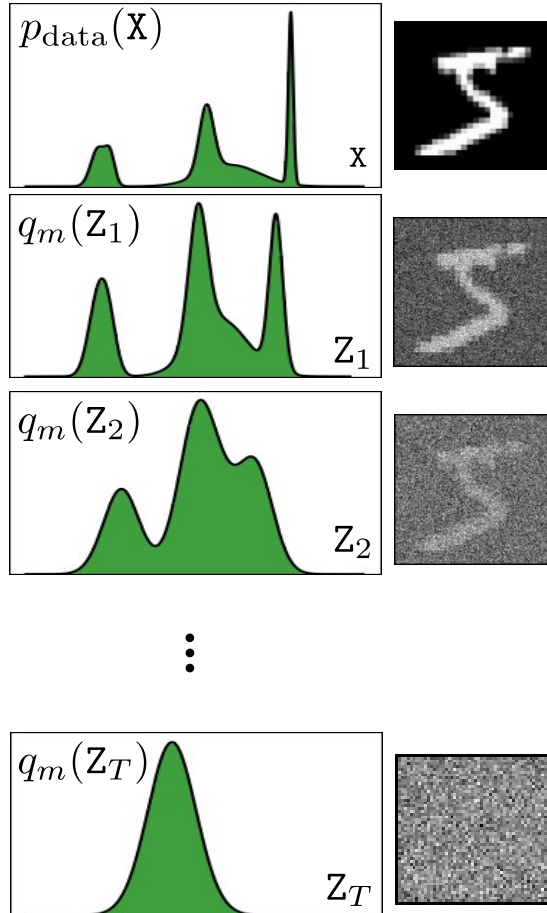 p_data(X)
X
q_m(Z_1)
Z_1
q_m(Z_2)
Z_2
⋮
q_m(Z_T)
Z_T